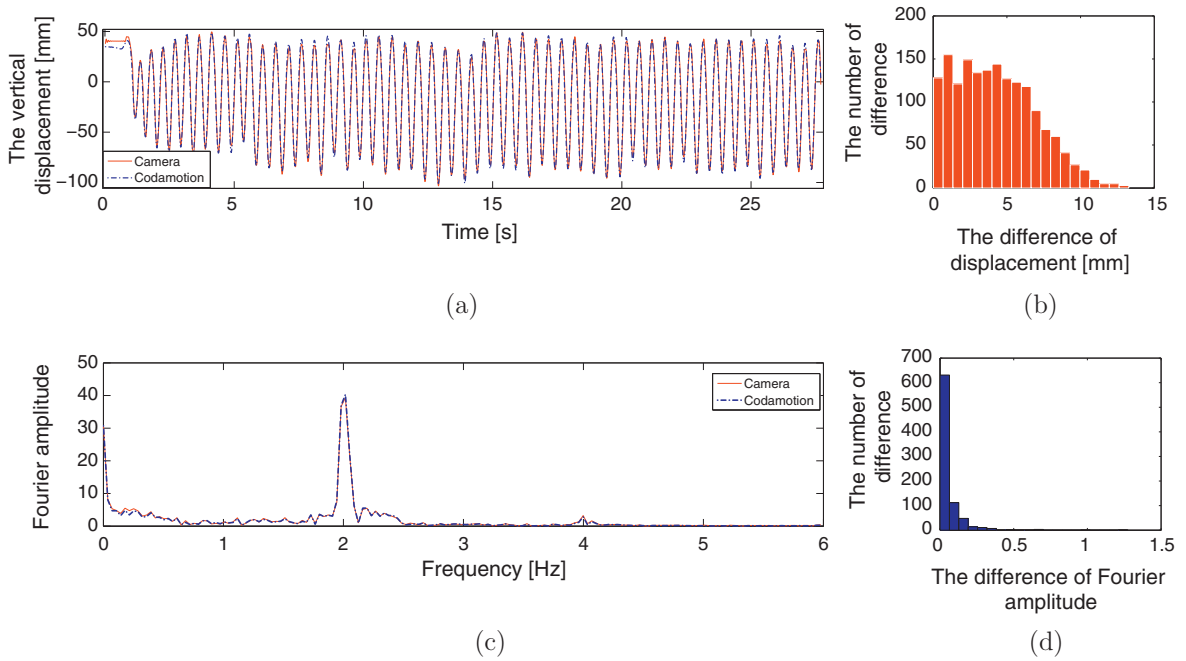 50
0
−50
−100
The vertical
displacement [mm]
Camera
Codamotion
0 5 10 15 20 25
Time [s]
(a)
200
150
100
50
0
The number of
difference
0 5 10 15
The difference of
displacement [mm]
(b)
50
40
30
20
10
0
Fourier amplitude
Camera
Codamotion
0 1 2 3 4 5 6
Frequency [Hz]
(c)
700
600
500
400
300
200
100
0
The number of
difference
0 0.5 1 1.5
The difference of Fourier
amplitude
(d)